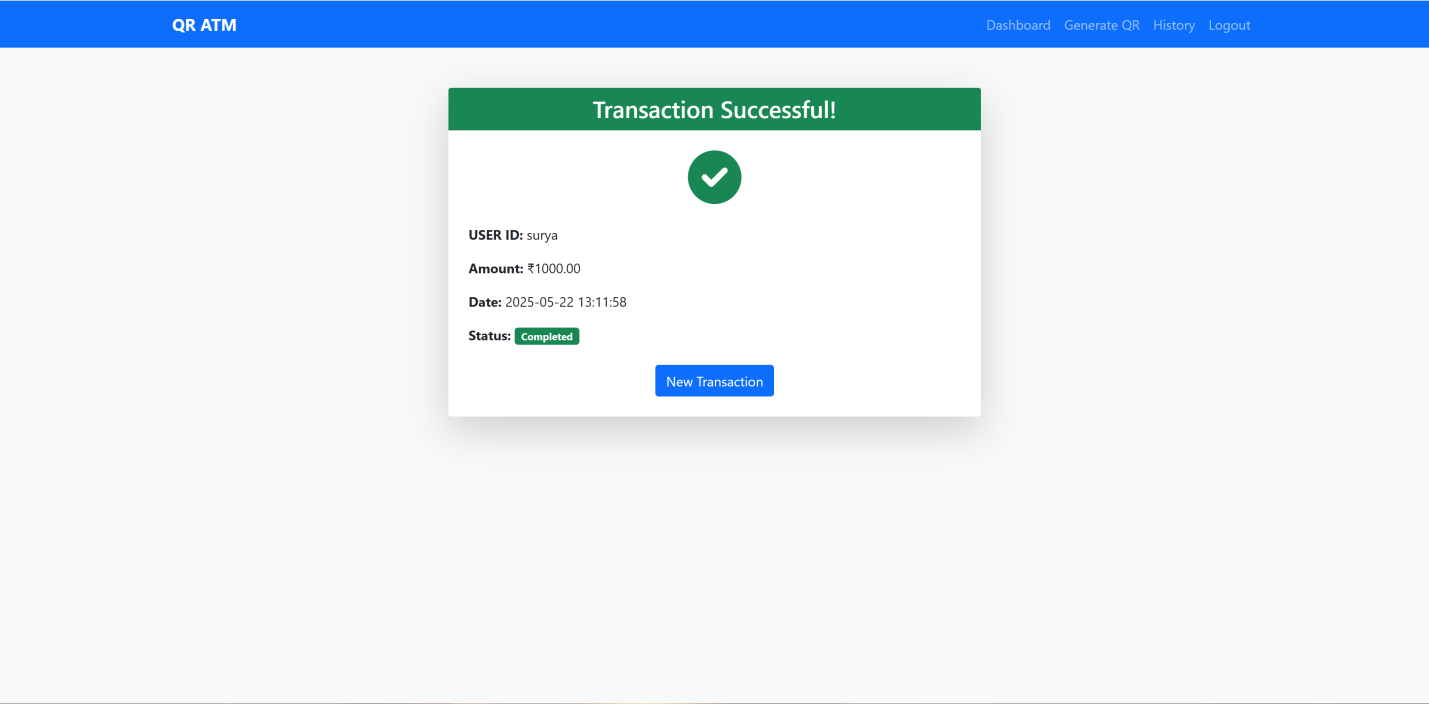 QR ATM Dashboard Generate QR History Logout
Transaction Successful!
USER ID: surya
Amount: ₹1000.00
Date: 2025-05-22 13:11:58
Status: Completed
New Transaction